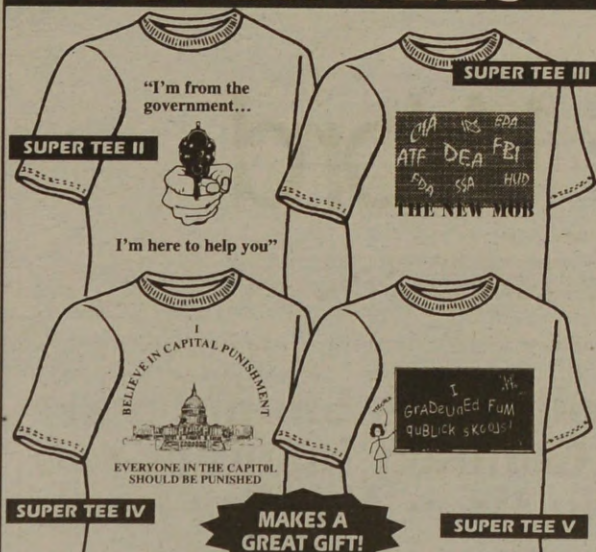 "I'm from the
government...
SUPER TEE II
I'm here to help you"
SUPER TEE III
CIA IRS EPA
ATF DEA FBI
FDA SSA HUD
THE NEW MOB
I
BELIEVE IN CAPITAL PUNISHMENT
EVERYONE IN THE CAPITOL
SHOULD BE PUNISHED
SUPER TEE IV
I
GrADeUnEd FuM
quBLick sKools!
SUPER TEE V
MAKES A
GREAT GIFT!